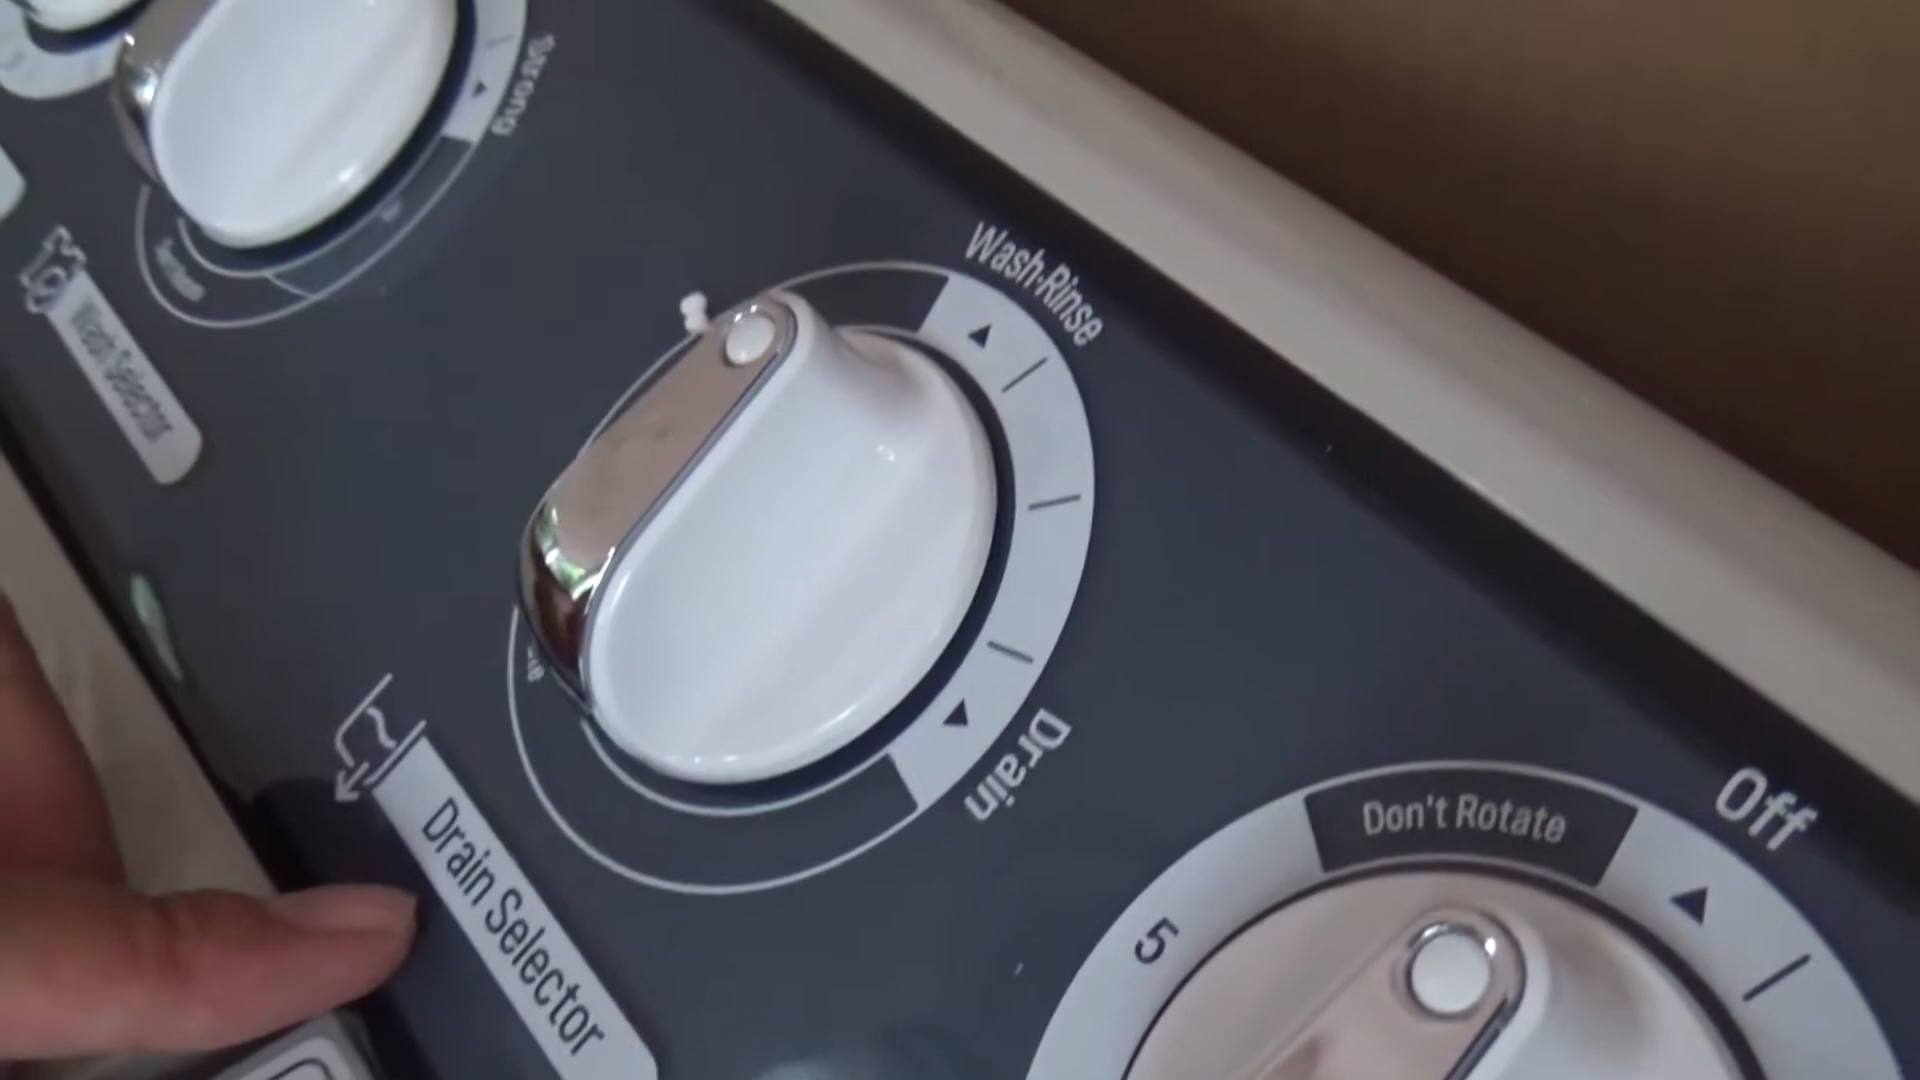 Strong
Wash Selector
Wash·Rinse
Drain
Drain Selector
Don't Rotate
Off
5